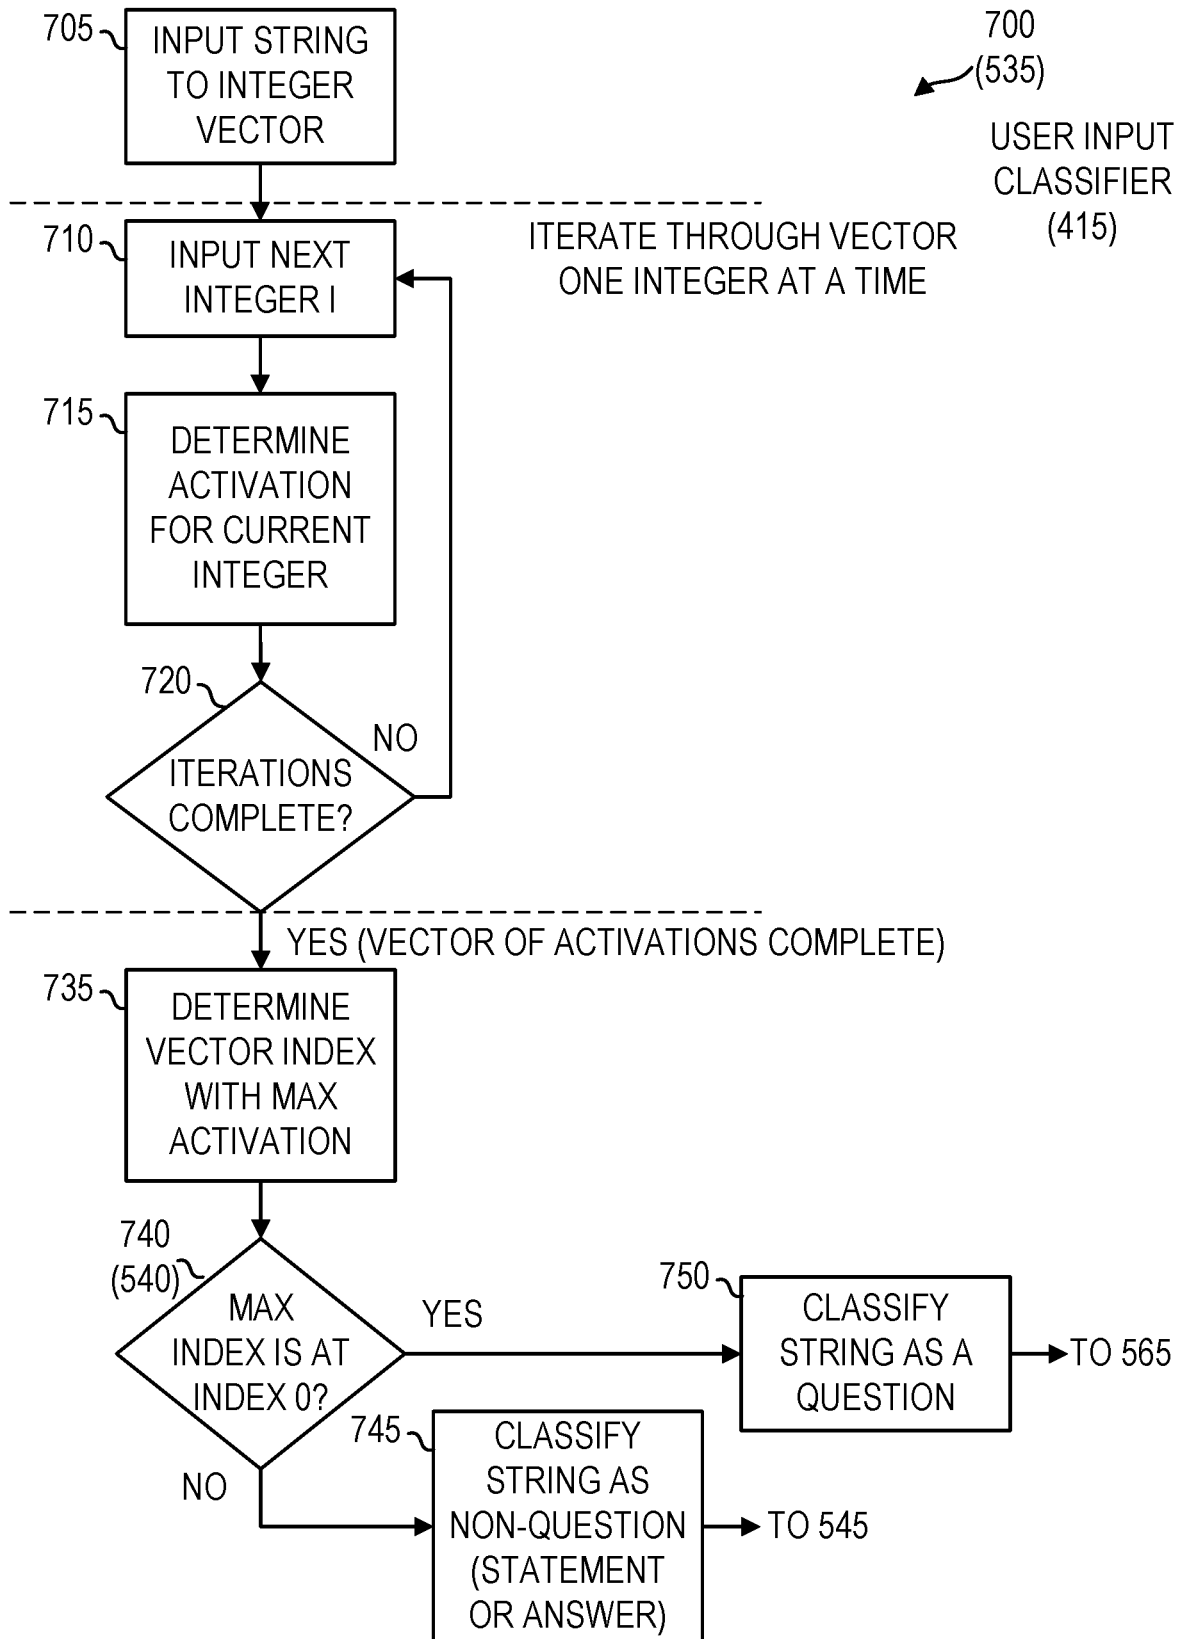 705
INPUT STRING
TO INTEGER
VECTOR
700
(535)
USER INPUT
CLASSIFIER
(415)
710
INPUT NEXT
INTEGER I
ITERATE THROUGH VECTOR
ONE INTEGER AT A TIME
715
DETERMINE
ACTIVATION
FOR CURRENT
INTEGER
720
NO
ITERATIONS
COMPLETE?
YES (VECTOR OF ACTIVATIONS COMPLETE)
735
DETERMINE
VECTOR INDEX
WITH MAX
ACTIVATION
740
(540)
MAX
INDEX IS AT
INDEX 0?
YES
750
CLASSIFY
STRING AS A
QUESTION
TO 565
NO
745
CLASSIFY
STRING AS
NON-QUESTION
(STATEMENT
OR ANSWER)
TO 545